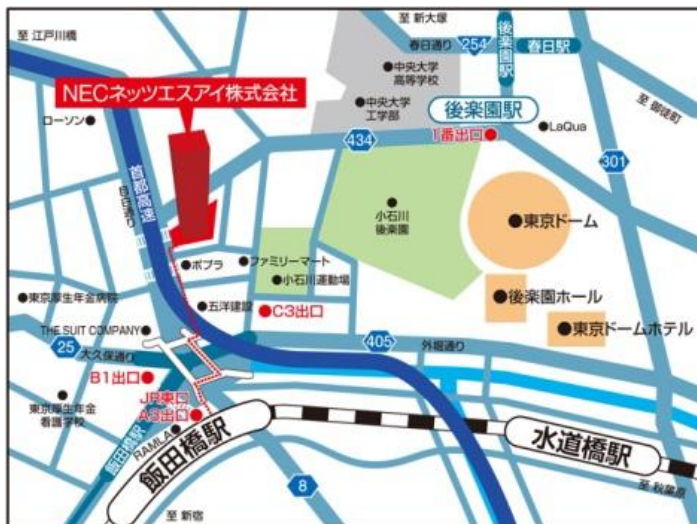 至 江戸川橋
至 新大塚
春日通り
254
後楽園駅
春日駅
中央大学
高等学校
中央大学
工学部
後楽園駅
至 御徒町
NECネッツエスアイ株式会社
ローソン
1番出口
LaQua
434
301
目白通り
首都高速
小石川
後楽園
東京ドーム
ポプラ
ファミリーマート
小石川運動場
東京厚生年金病院
五洋建設
C3出口
後楽園ホール
THE SUIT COMPANY
東京ドームホテル
25
大久保通り
405
外堀通り
B1出口
JR東口
A3出口
東京厚生年金
看護学校
RAMLA
飯田橋駅
飯田橋駅
水道橋駅
8
至 秋葉原
至 新宿